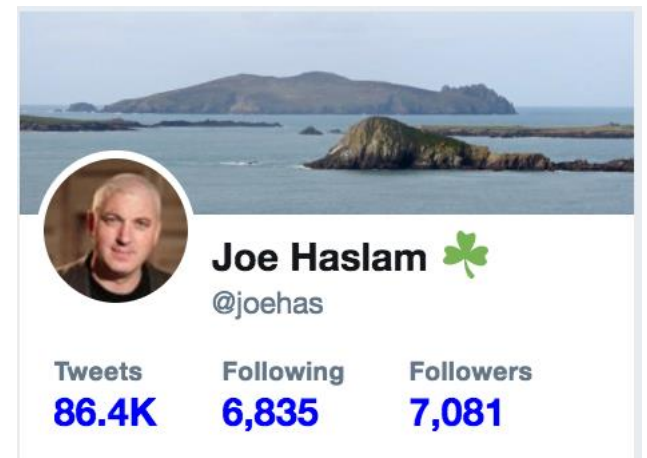 Joe Haslam ☘️
@joehas
Tweets Following Followers
86.4K 6,835 7,081